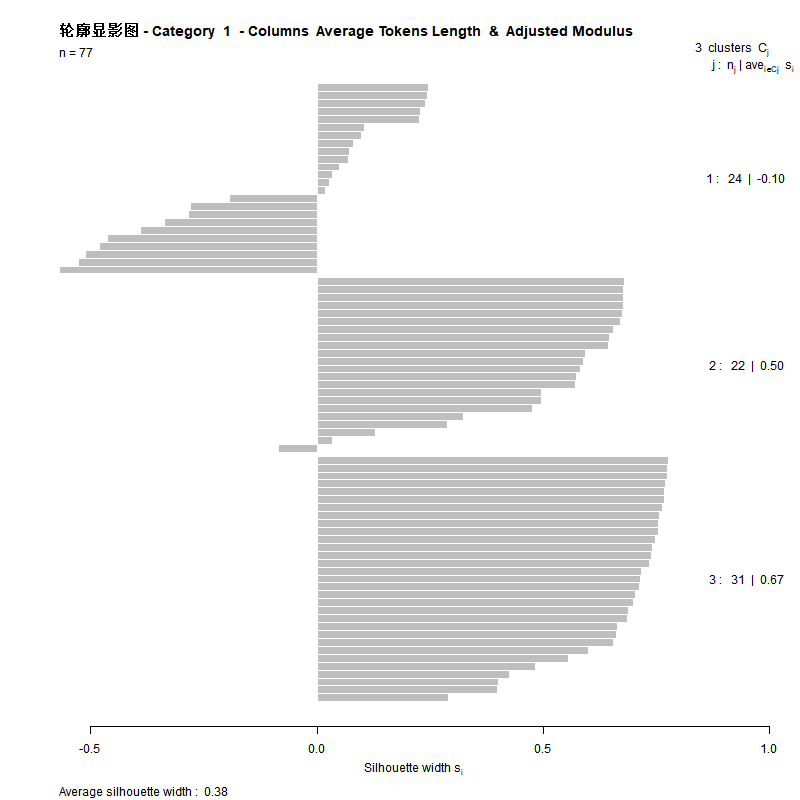 轮廓显影图 - Category 1 - Columns Average Tokens Length & Adjusted Modulus
n = 77
3 clusters Cj
j : nj | ave i∈Cj si
1 : 24 | -0.10
2 : 22 | 0.50
3 : 31 | 0.67
-0.5 0.0 0.5 1.0
Silhouette width si
Average silhouette width : 0.38